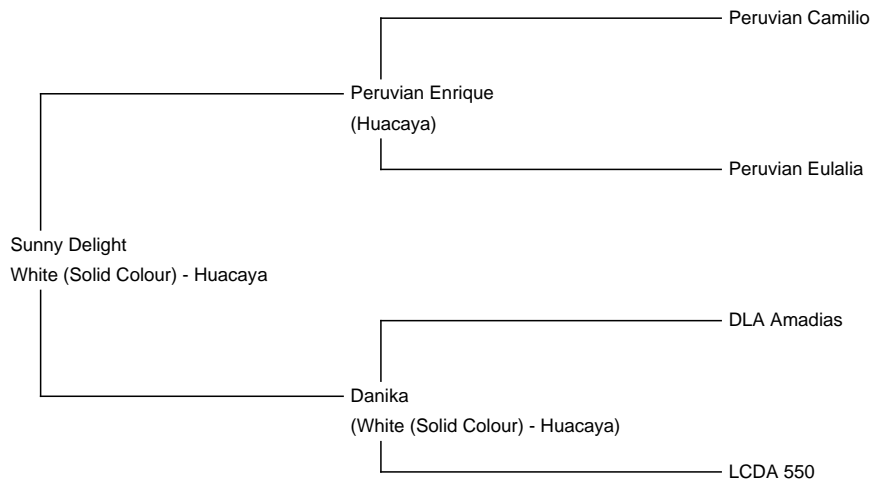 Peruvian Camilio
Peruvian Enrique
(Huacaya)
Peruvian Eulalia
Sunny Delight
White (Solid Colour) - Huacaya
DLA Amadias
Danika
(White (Solid Colour) - Huacaya)
LCDA 550